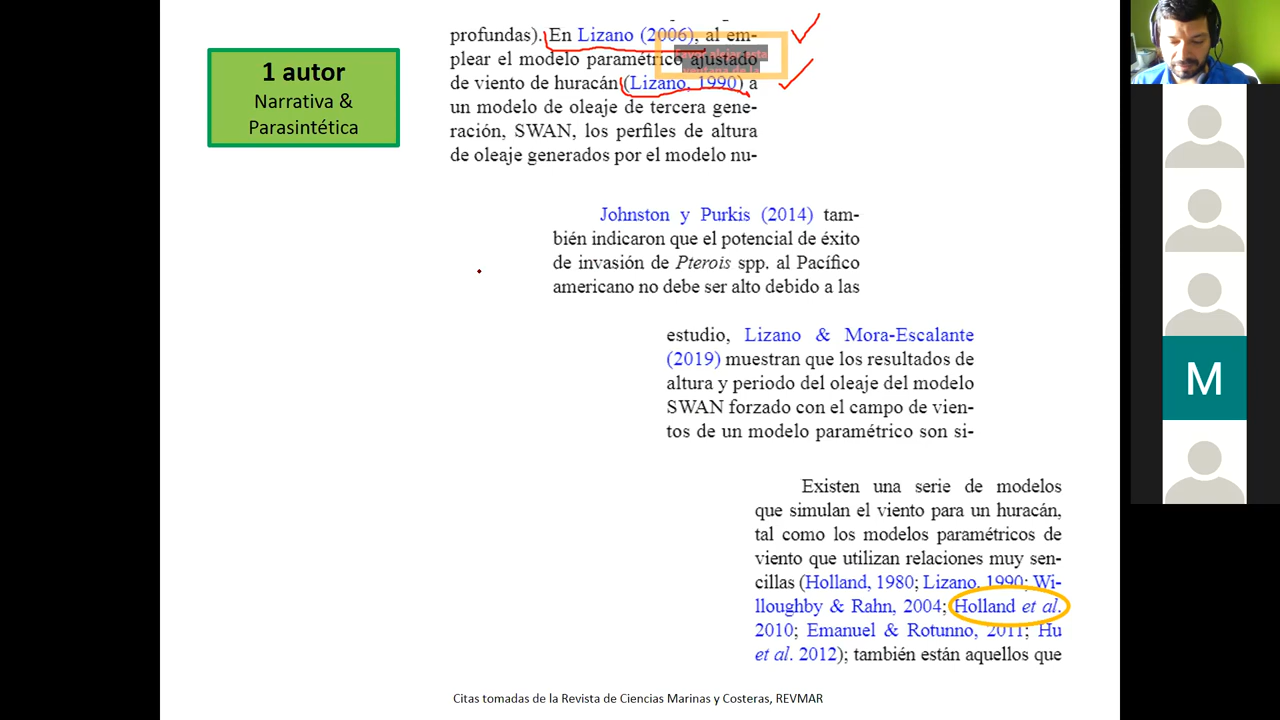 1 autor
Narrativa &
Parasintética
profundas). En Lizano (2006), al em-
plear el modelo paramétrico ajustado
de viento de huracán (Lizano, 1990) a
un modelo de oleaje de tercera gene-
ración, SWAN, los perfiles de altura
de oleaje generados por el modelo nu-
Johnston y Purkis (2014) tam-
bién indicaron que el potencial de éxito
de invasión de Pterois spp. al Pacífico
americano no debe ser alto debido a las
estudio, Lizano & Mora-Escalante
(2019) muestran que los resultados de
altura y periodo del oleaje del modelo
SWAN forzado con el campo de vien-
tos de un modelo paramétrico son si-
Existen una serie de modelos
que simulan el viento para un huracán,
tal como los modelos paramétricos de
viento que utilizan relaciones muy sen-
cillas (Holland, 1980; Lizano, 1990; Wi-
lloughby & Rahn, 2004; Holland et al.
2010; Emanuel & Rotunno, 2011; Hu
et al. 2012); también están aquellos que
Citas tomadas de la Revista de Ciencias Marinas y Costeras, REVMAR
M